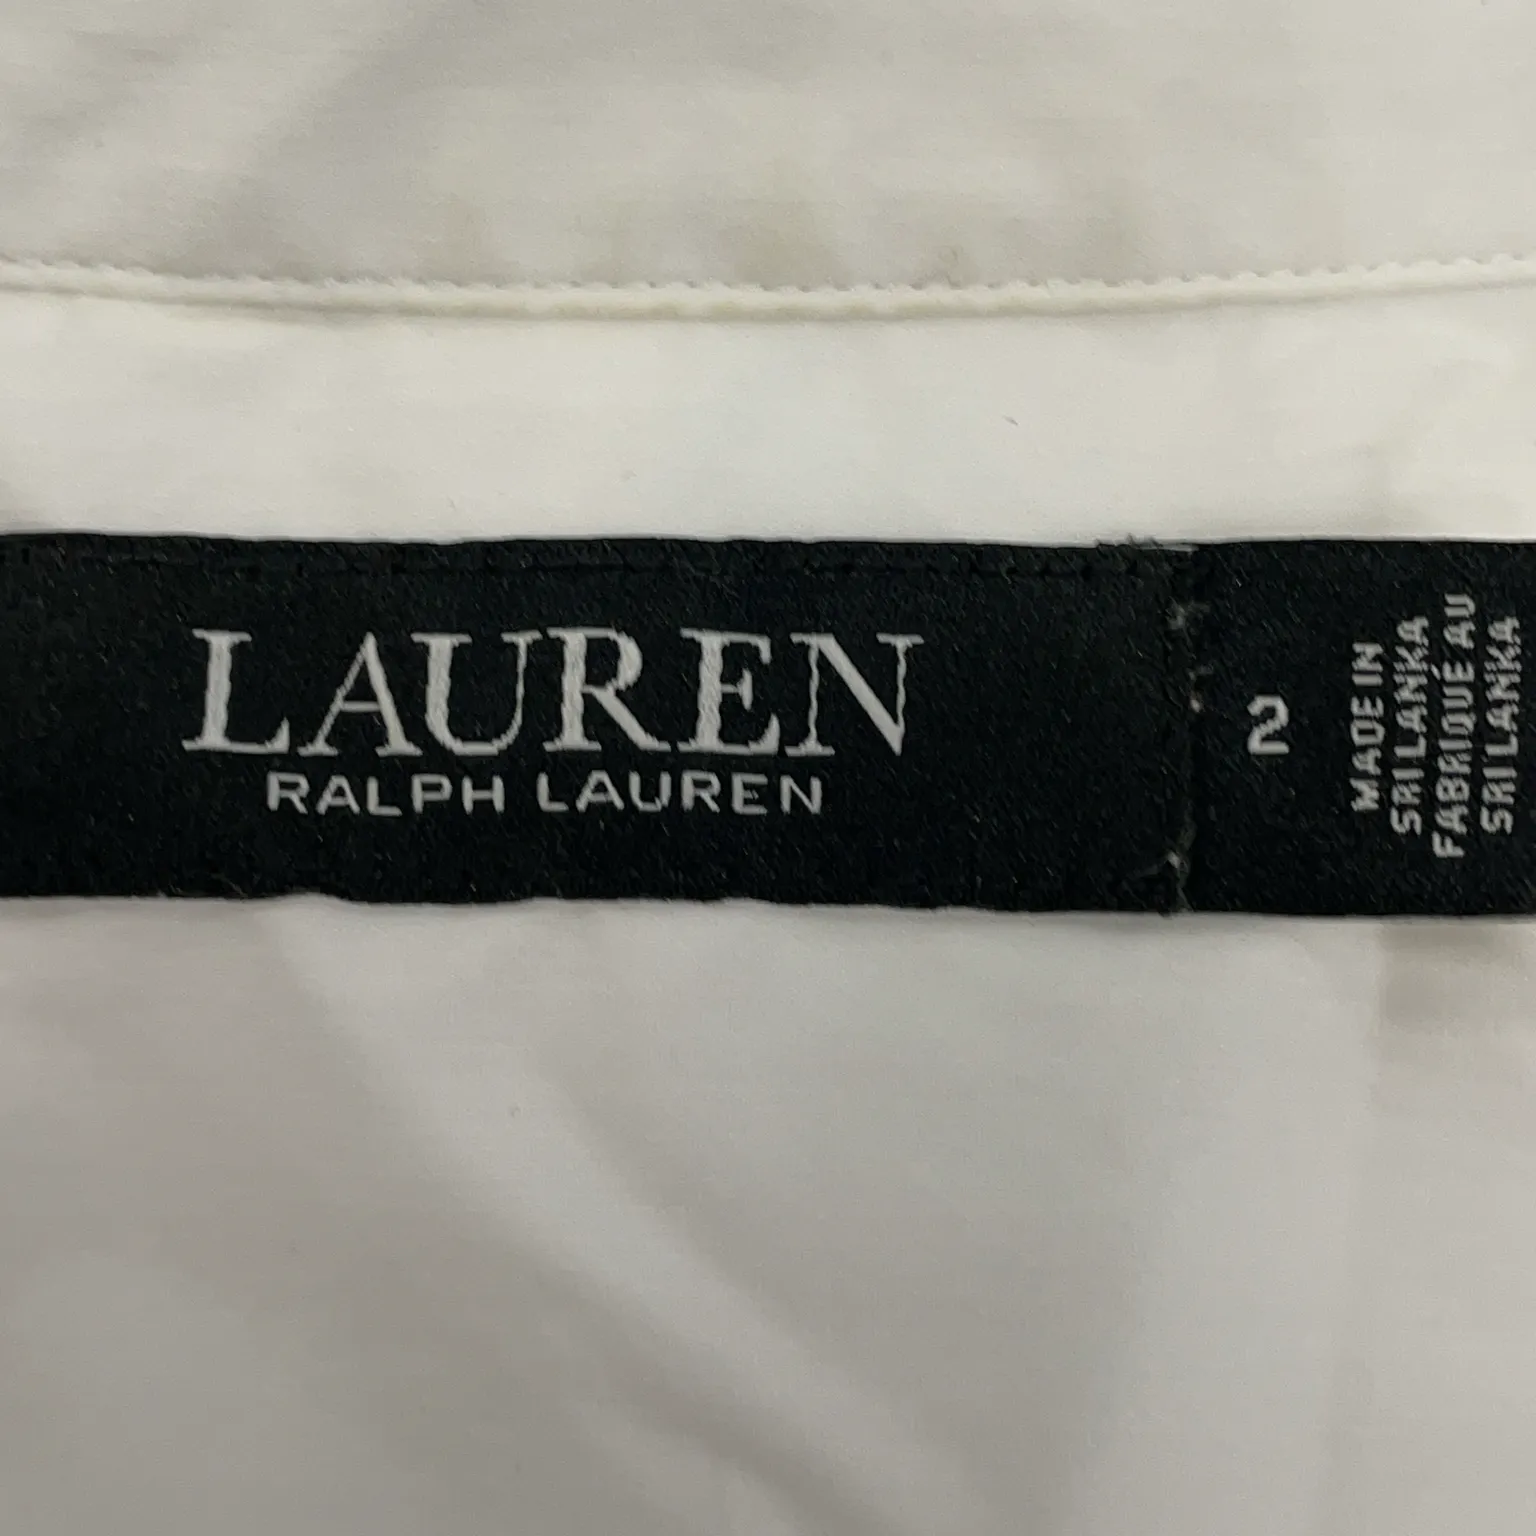 LAUREN
RALPH LAUREN
2
MADE IN
SRI LANKA
FABRIQUÉ AU
SRI LANKA